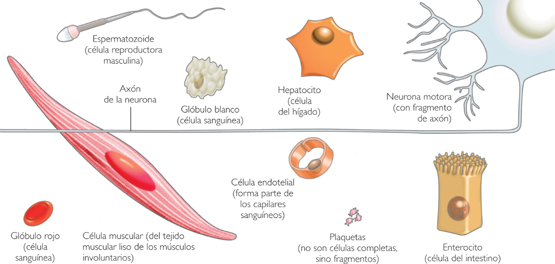 Espermatozoide
(célula reproductora
masculina)
Axón
de la neurona
Glóbulo blanco
(célula sanguínea)
Hepatocito
(célula
del hígado)
Neurona motora
(con fragmento
de axón)
Célula endotelial
(forma parte de
los capilares
sanguíneos)
Glóbulo rojo
(célula
sanguínea)
Célula muscular (del tejido
muscular liso de los músculos
involuntarios)
Plaquetas
(no son células completas,
sino fragmentos)
Enterocito
(célula del intestino)